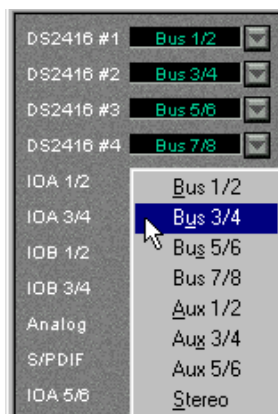 DS2416 #1 Bus 1/2
DS2416 #2 Bus 3/4
DS2416 #3 Bus 5/6
DS2416 #4 Bus 7/8
IOA 1/2 Bus 1/2
IOA 3/4 Bus 3/4
IOB 1/2 Bus 5/6
IOB 3/4 Bus 7/8
Analog Aux 1/2
S/PDIF Aux 3/4
Aux 5/6
IOA 5/6 Stereo